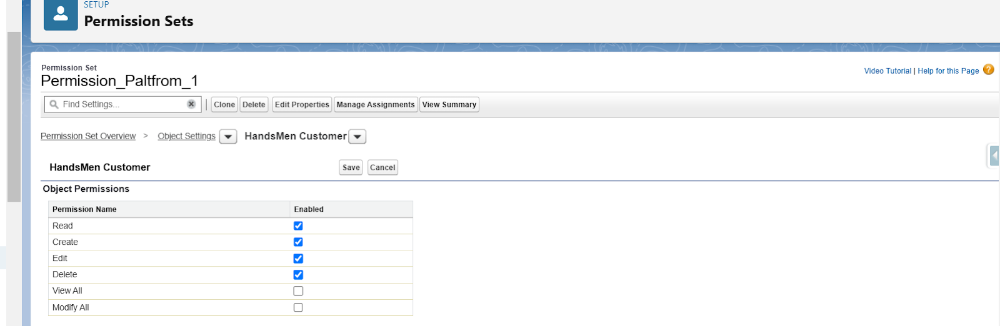 SETUP
Permission Sets
Permission Set
Permission_Paltfrom_1
Video Tutorial | Help for this Page ?
Find Settings... | Clone Delete Edit Properties Manage Assignments View Summary
Permission Set Overview > Object Settings HandsMen Customer
HandsMen Customer Save Cancel
Object Permissions
Permission Name Enabled
Read
Create
Edit
Delete
View All
Modify All